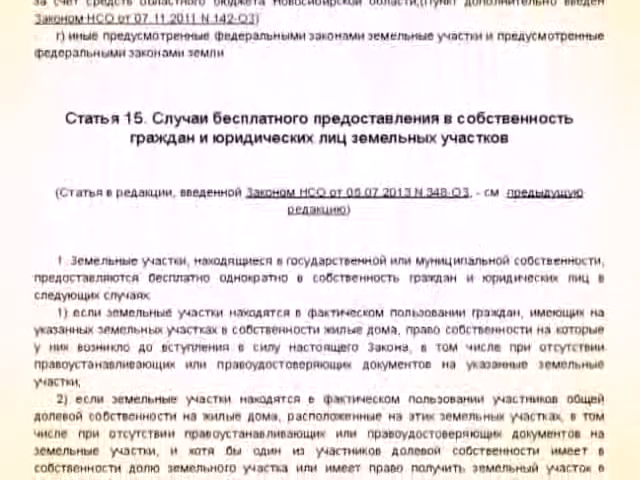 за счет средств областного бюджета Новосибирской области;(Пункт дополнительно введен
Законом НСО от 07.11.2011 N 142-ОЗ)
г) иные предусмотренные федеральными законами земельные участки и предусмотренные
федеральными законами земли
Статья 15. Случаи бесплатного предоставления в собственность
граждан и юридических лиц земельных участков
(Статья в редакции, введенной Законом НСО от 05.07.2013 N 348-ОЗ, - см. предыдущую
редакцию)
1. Земельные участки, находящиеся в государственной или муниципальной собственности,
предоставляются бесплатно однократно в собственность граждан и юридических лиц в
следующих случаях:
1) если земельные участки находятся в фактическом пользовании граждан, имеющих на
указанных земельных участках в собственности жилые дома, право собственности на которые
у них возникло до вступления в силу настоящего Закона, в том числе при отсутствии
правоустанавливающих или правоудостоверяющих документов на указанные земельные
участки;
2) если земельные участки находятся в фактическом пользовании участников общей
долевой собственности на жилые дома, расположенные на этих земельных участках, в том
числе при отсутствии правоустанавливающих или правоудостоверяющих документов на
земельные участки, и хотя бы один из участников долевой собственности имеет в
собственности долю земельного участка или имеет право получить земельный участок в